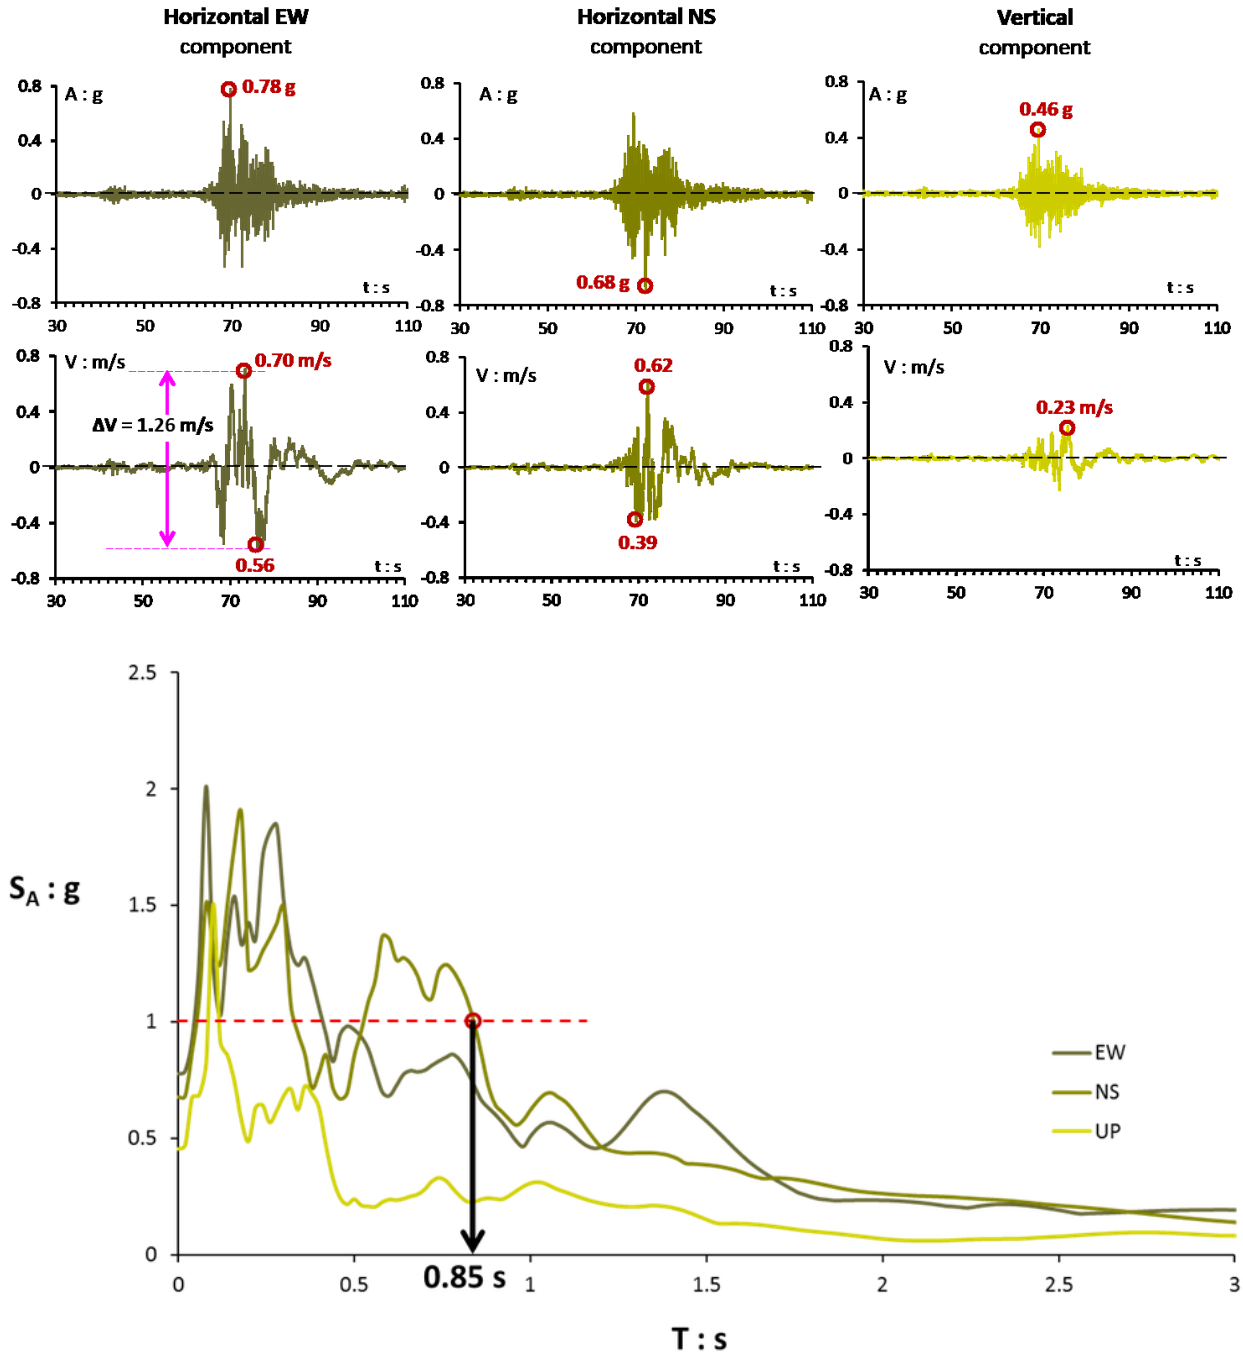 Horizontal EW
component
Horizontal NS
component
Vertical
component
0.8
A : g
0.78 g
0.4
0
-0.4
-0.8
t : s
30 50 70 90 110
0.8
A : g
0.4
0
-0.4
0.68 g
-0.8
t : s
30 50 70 90 110
0.8
A : g
0.46 g
0.4
0
-0.4
-0.8
t : s
30 50 70 90 110
0.8
V : m/s
0.70 m/s
0.4
ΔV = 1.26 m/s
0
-0.4
0.56
-0.8
t : s
30 50 70 90 110
0.8
V : m/s
0.62
0.4
0
-0.4
0.39
-0.8
t : s
30 50 70 90 110
0.8
V : m/s
0.23 m/s
0.4
0
-0.4
-0.8
t : s
30 50 70 90 110
2.5
2
1.5
S_A : g
1
0.5
0
EW
NS
UP
0 0.5 0.85 s 1 1.5 2 2.5 3
T : s